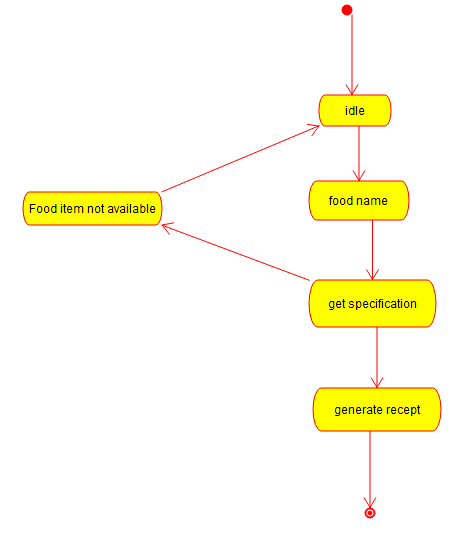 idle
food name
Food item not available
get specification
generate recept